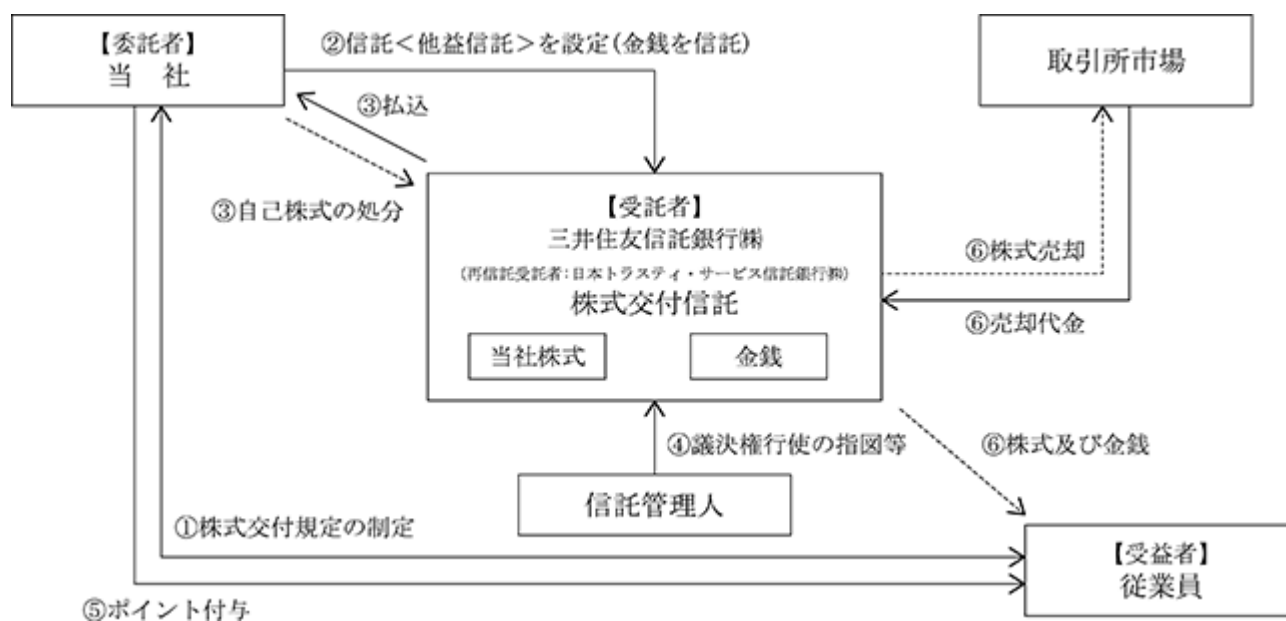 【委託者】
当 社
②信託<他益信託>を設定(金銭を信託)
取引所市場
③払込
③自己株式の処分
【受託者】
三井住友信託銀行㈱
(再信託受託者:日本トラスティ・サービス信託銀行㈱)
株式交付信託
当社株式
金銭
⑥株式売却
⑥売却代金
④議決権行使の指図等
⑥株式及び金銭
信託管理人
①株式交付規定の制定
【受益者】
従業員
⑤ポイント付与